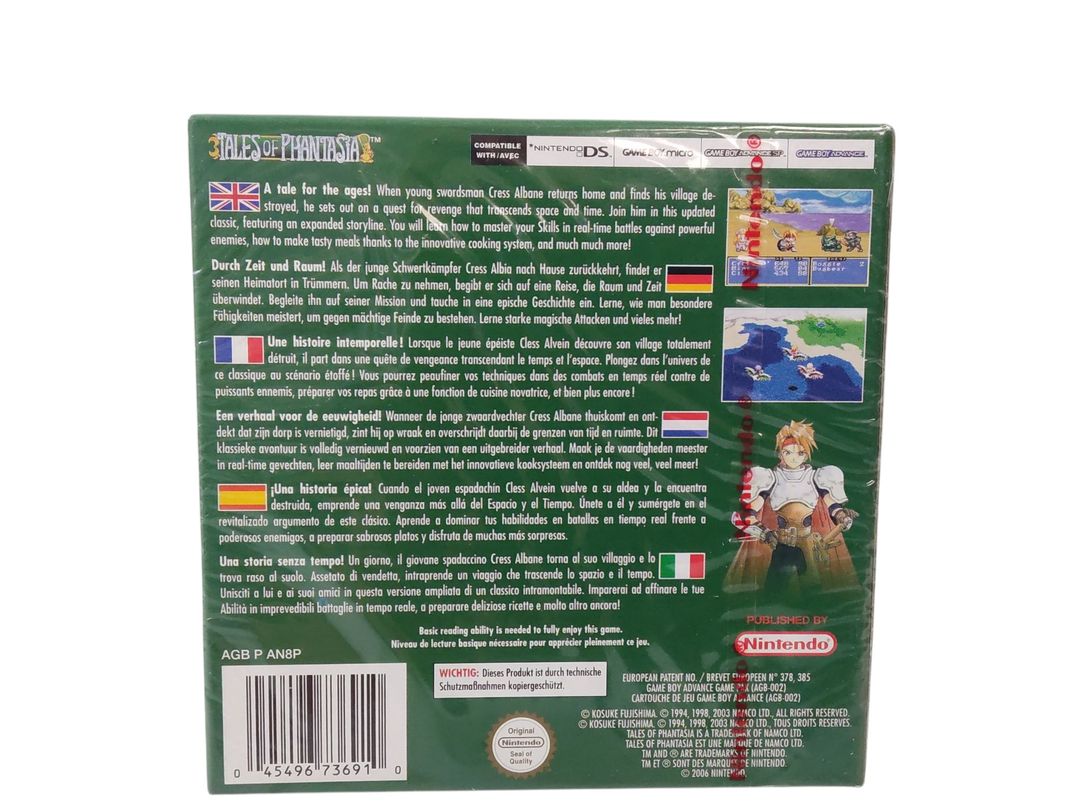 TALES OF PHANTASIA™
COMPATIBLE WITH/AVEC
NINTENDO DS
GAME BOY micro
GAME BOY ADVANCE SP
GAME BOY ADVANCE
A tale for the ages! When young swordsman Cress Albane returns home and finds his village de-
stroyed, he sets out on a quest for revenge that transcends space and time. Join him in this updated
classic, featuring an expanded storyline. You will learn how to master your Skills in real-time battles against powerful
enemies, how to make tasty meals thanks to the innovative cooking system, and much much more!
Durch Zeit und Raum! Als der junge Schwertkämpfer Cress Albia nach Hause zurückkehrt, findet er
seinen Heimatort in Trümmern. Um Rache zu nehmen, begibt er sich auf eine Reise, die Raum und Zeit
überwindet. Begleite ihn auf seiner Mission und tauche in eine epische Geschichte ein. Lerne, wie man besondere
Fähigkeiten meistert, um gegen mächtige Feinde zu bestehen. Lerne starke magische Attacken und vieles mehr!
Une histoire intemporelle ! Lorsque le jeune épéiste Cless Alvein découvre son village totalement
détruit, il part dans une quête de vengeance transcendant le temps et l'espace. Plongez dans l'univers de
ce classique au scénario étoffé ! Vous pourrez peaufiner vos techniques dans des combats en temps réel contre de
puissants ennemis, préparer vos repas grâce à une fonction de cuisine novatrice, et bien plus encore !
Een verhaal voor de eeuwigheid! Wanneer de jonge zwaardvechter Cress Albane thuiskomt en ont-
dekt dat zijn dorp is vernietigd, zint hij op wraak en overschrijdt daarbij de grenzen van tijd en ruimte. Dit
klassieke avontuur is volledig vernieuwd en voorzien van een uitgebreider verhaal. Maak je de vaardigheden meester
in real-time gevechten, leer maaltijden te bereiden met het innovatieve kooksysteem en ontdek nog veel, veel meer!
¡Una historia épica! Cuando el joven espadachín Cless Alvein vuelve a su aldea y la encuentra
destruida, emprende una venganza más allá del Espacio y el Tiempo. Únete a él y sumérgete en el
revitalizado argumento de este clásico. Aprende a dominar tus habilidades en batallas en tiempo real frente a
poderosos enemigos, a preparar sabrosos platos y disfruta de muchas más sorpresas.
Una storia senza tempo! Un giorno, il giovane spadaccino Cress Albane torna al suo villaggio e lo
trova raso al suolo. Assetato di vendetta, intraprende un viaggio che trascende lo spazio e il tempo.
Unisciti a lui e ai suoi amici in questa versione ampliata di un classico intramontabile. Imparerai ad affinare le tue
Abilità in imprevedibili battaglie in tempo reale, a preparare deliziose ricette e molto altro ancora!
Basic reading ability is needed to fully enjoy this game.
Niveau de lecture basique nécessaire pour apprécier pleinement ce jeu.
AGB P AN8P
0 45496 73691 0
WICHTIG: Dieses Produkt ist durch technische
Schutzmaßnahmen kopiergeschützt.
Original
Nintendo
Seal of
Quality
PUBLISHED BY
Nintendo
EUROPEAN PATENT NO. / BREVET EUROPEEN N° 378, 385
GAME BOY ADVANCE GAME PAK (AGB-002)
CARTOUCHE DE JEU GAME BOY ADVANCE (AGB-002)
© KOSUKE FUJISHIMA. © 1994, 1998, 2003 NAMCO LTD., ALL RIGHTS RESERVED.
© KOSUKE FUJISHIMA. © 1994, 1998, 2003 NAMCO LTD., TOUS DROITS RESERVES.
TALES OF PHANTASIA IS A TRADEMARK OF NAMCO LTD.
TALES OF PHANTASIA EST UNE MARQUE DE NAMCO LTD.
TM AND ® ARE TRADEMARKS OF NINTENDO.
TM ET ® SONT DES MARQUES DE NINTENDO.
© 2006 NINTENDO.
Nintendo®
Nintendo®
Nintendo®